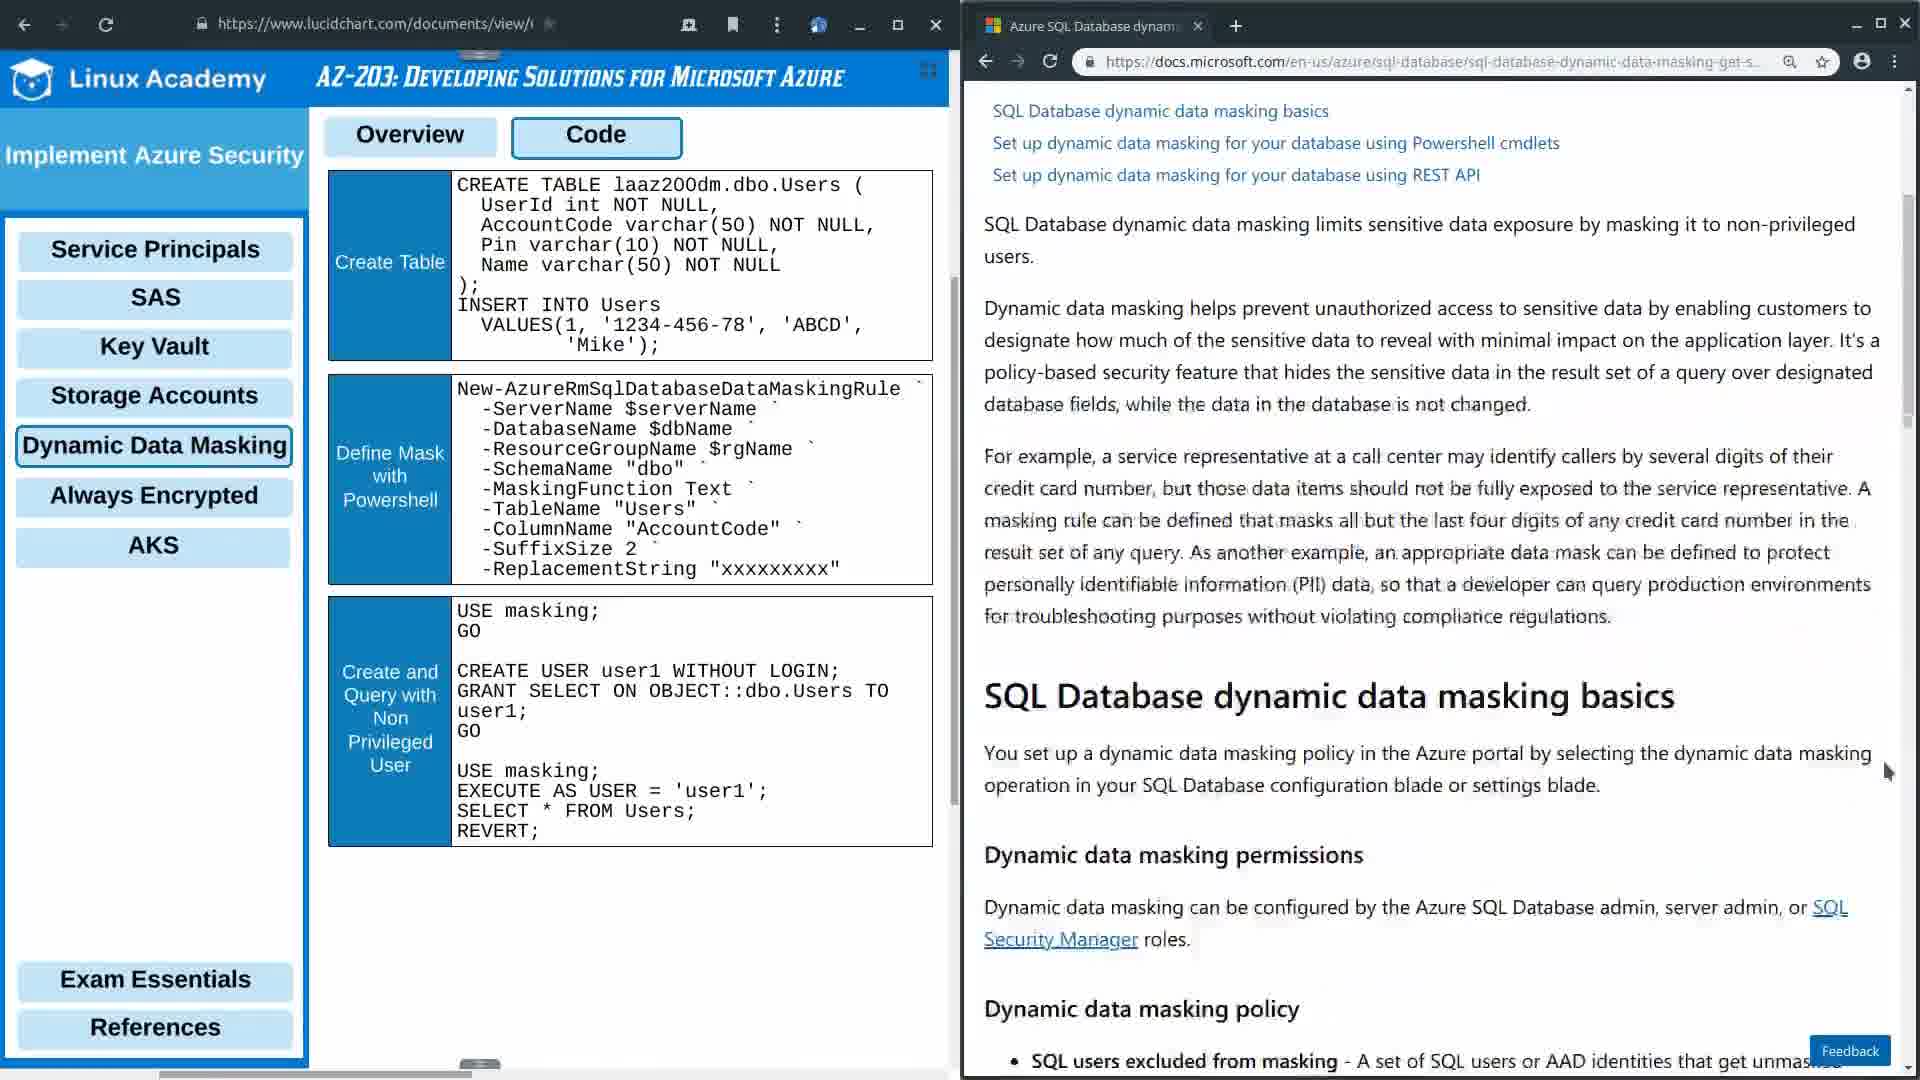 https://www.lucidchart.com/documents/view/
Linux Academy
AZ-203: Developing Solutions for Microsoft Azure
Implement Azure Security
Service Principals
SAS
Key Vault
Storage Accounts
Dynamic Data Masking
Always Encrypted
AKS
Exam Essentials
References
Overview
Code
Create Table
CREATE TABLE laaz200dm.dbo.Users (
UserId int NOT NULL,
AccountCode varchar(50) NOT NULL,
Pin varchar(10) NOT NULL,
Name varchar(50) NOT NULL
);
INSERT INTO Users
VALUES(1, '1234-456-78', 'ABCD',
'Mike');
Define Mask
with
Powershell
New-AzureRmSqlDatabaseDataMaskingRule `
-ServerName $serverName `
-DatabaseName $dbName `
-ResourceGroupName $rgName `
-SchemaName "dbo" `
-MaskingFunction Text `
-TableName "Users" `
-ColumnName "AccountCode" `
-SuffixSize 2 `
-ReplacementString "xxxxxxxxx"
Create and
Query with
Non
Privileged
User
USE masking;
GO
CREATE USER user1 WITHOUT LOGIN;
GRANT SELECT ON OBJECT::dbo.Users TO
user1;
GO
USE masking;
EXECUTE AS USER = 'user1';
SELECT * FROM Users;
REVERT;
Azure SQL Database dynam
https://docs.microsoft.com/en-us/azure/sql-database/sql-database-dynamic-data-masking-get-s...
SQL Database dynamic data masking basics
Set up dynamic data masking for your database using Powershell cmdlets
Set up dynamic data masking for your database using REST API
SQL Database dynamic data masking limits sensitive data exposure by masking it to non-privileged
users.
Dynamic data masking helps prevent unauthorized access to sensitive data by enabling customers to
designate how much of the sensitive data to reveal with minimal impact on the application layer. It's a
policy-based security feature that hides the sensitive data in the result set of a query over designated
database fields, while the data in the database is not changed.
For example, a service representative at a call center may identify callers by several digits of their
credit card number, but those data items should not be fully exposed to the service representative. A
masking rule can be defined that masks all but the last four digits of any credit card number in the
result set of any query. As another example, an appropriate data mask can be defined to protect
personally identifiable information (PII) data, so that a developer can query production environments
for troubleshooting purposes without violating compliance regulations.
SQL Database dynamic data masking basics
You set up a dynamic data masking policy in the Azure portal by selecting the dynamic data masking
operation in your SQL Database configuration blade or settings blade.
Dynamic data masking permissions
Dynamic data masking can be configured by the Azure SQL Database admin, server admin, or SQL
Security Manager roles.
Dynamic data masking policy
• SQL users excluded from masking - A set of SQL users or AAD identities that get unmas
Feedback